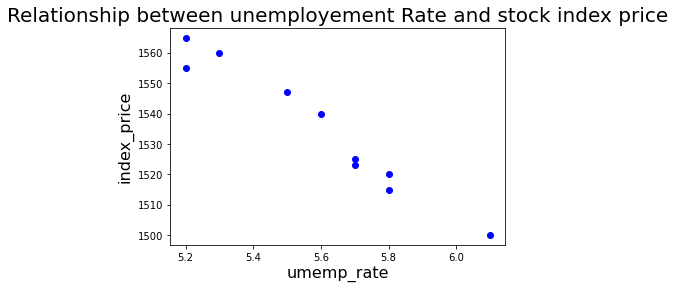 Relationship between unemployement Rate and stock index price
1560
1550
1540
1530
1520
1510
1500
index_price
5.2 5.4 5.6 5.8 6.0
umemp_rate